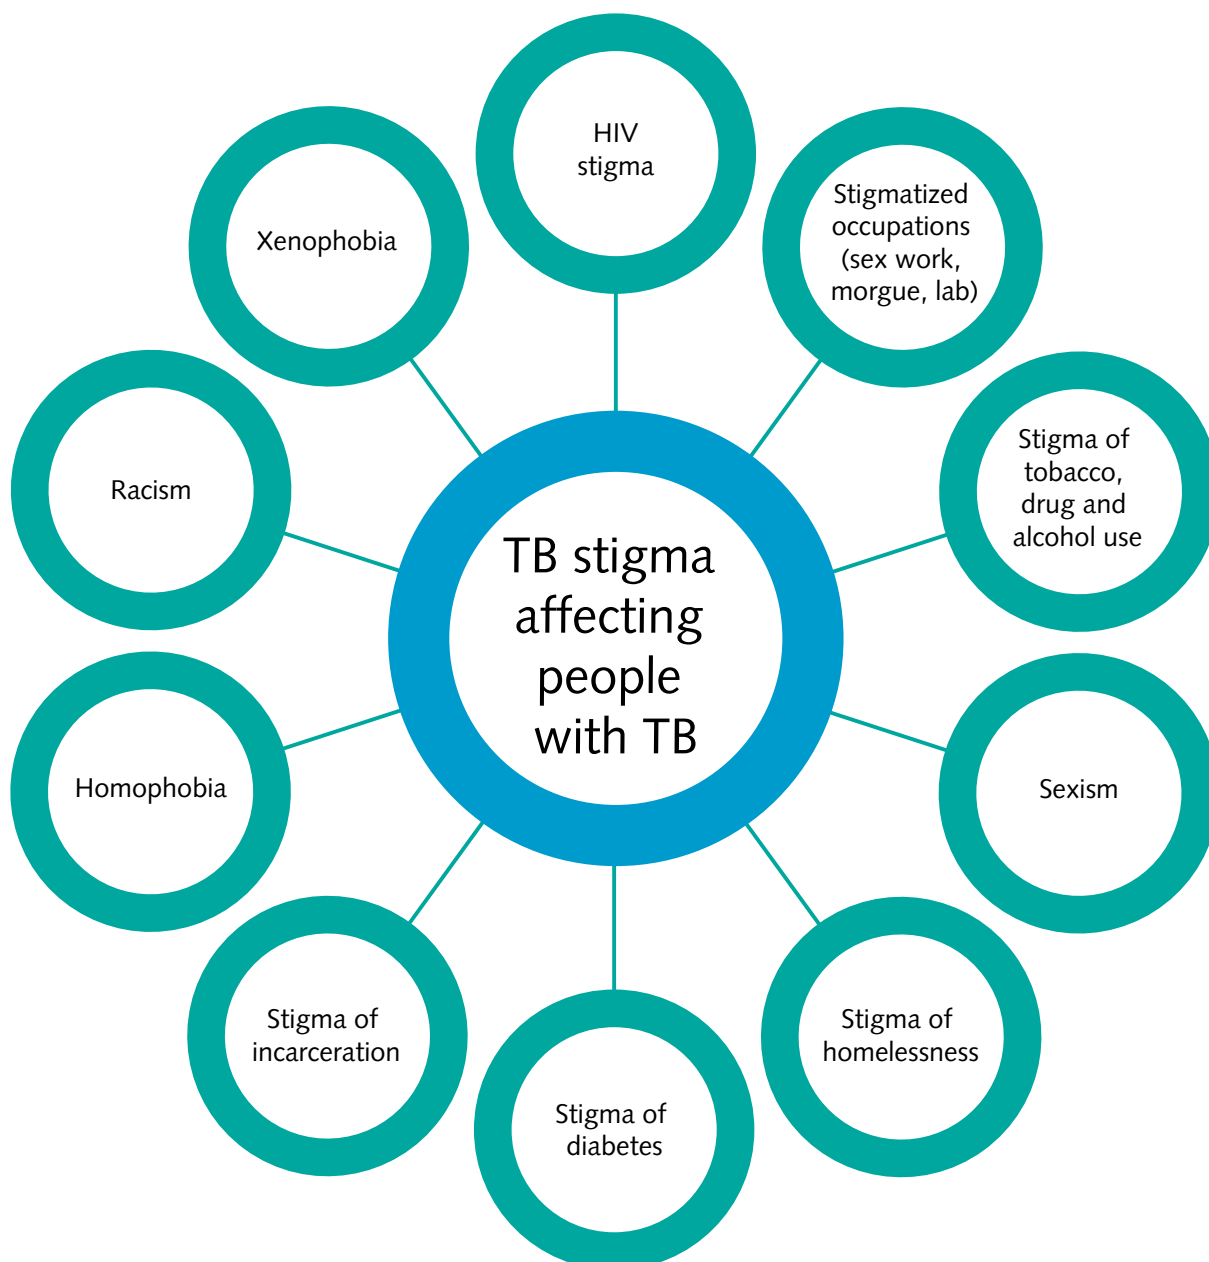 HIV
stigma
Stigmatized
occupations
(sex work,
morgue, lab)
Xenophobia
Stigma of
tobacco,
drug and
alcohol use
Racism
TB stigma
affecting
people
with TB
Homophobia
Sexism
Stigma of
incarceration
Stigma of
homelessness
Stigma of
diabetes